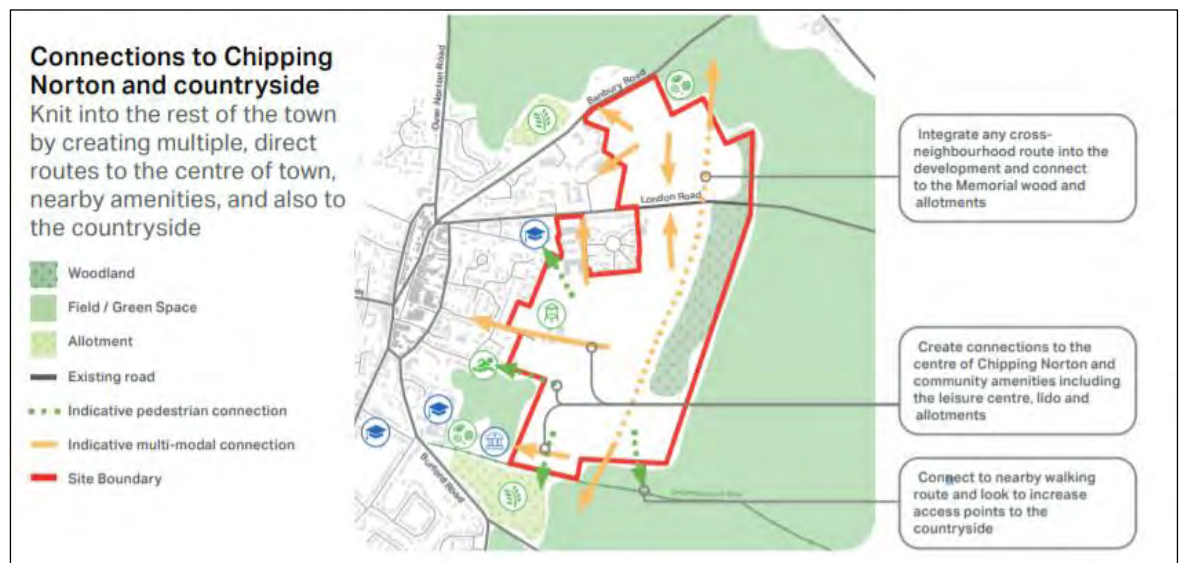 Connections to Chipping
Norton and countryside
Knit into the rest of the town
by creating multiple, direct
routes to the centre of town,
nearby amenities, and also to
the countryside
Woodland
Field / Green Space
Allotment
Existing road
Indicative pedestrian connection
Indicative multi-modal connection
Site Boundary
Over Norton Road
Banbury Road
London Road
Burford Road
Integrate any cross-
neighbourhood route into the
development and connect
to the Memorial wood and
allotments
Create connections to the
centre of Chipping Norton and
community amenities including
the leisure centre, lido and
allotments
Connect to nearby walking
route and look to increase
access points to the
countryside